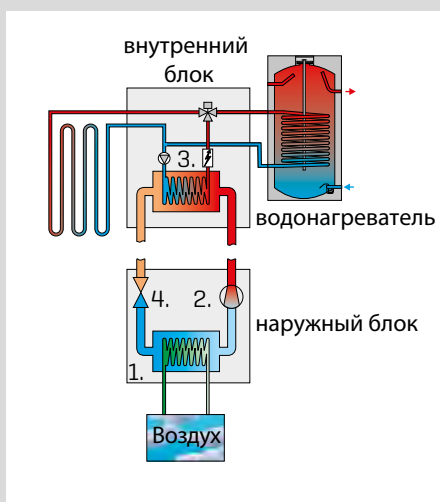 внутренний
блок
3.
водонагреватель
4.
2.
наружный блок
1.
Воздух